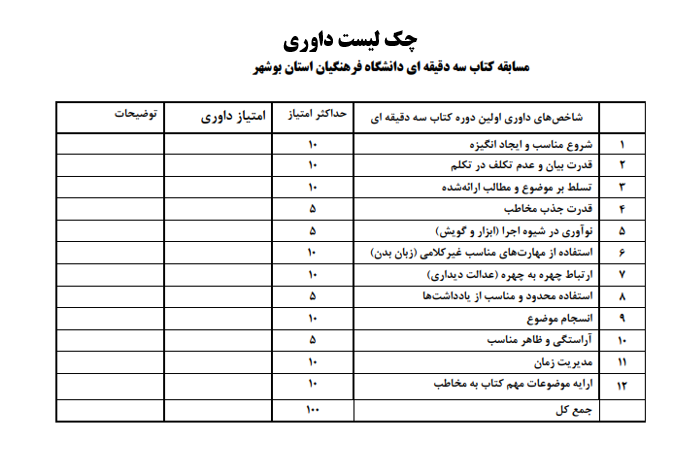 چک لیست داوری
مسابقه کتاب سه دقیقه ای دانشگاه فرهنگیان استان بوشهر
شاخص‌های داوری اولین دوره کتاب سه دقیقه ای حداکثر امتیاز امتیاز داوری توضیحات
۱ شروع مناسب و ایجاد انگیزه ۱۰
۲ قدرت بیان و عدم تکلف در تکلم ۱۰
۳ تسلط بر موضوع و مطالب ارائه‌شده ۱۰
۴ قدرت جذب مخاطب ۵
۵ نوآوری در شیوه اجرا (ابزار و گویش) ۵
۶ استفاده از مهارت‌های مناسب غیرکلامی (زبان بدن) ۱۰
۷ ارتباط چهره به چهره (عدالت دیداری) ۱۰
۸ استفاده محدود و مناسب از یادداشت‌ها ۵
۹ انسجام موضوع ۱۰
۱۰ آراستگی و ظاهر مناسب ۵
۱۱ مدیریت زمان ۱۰
۱۲ ارایه موضوعات مهم کتاب به مخاطب ۱۰
جمع کل ۱۰۰